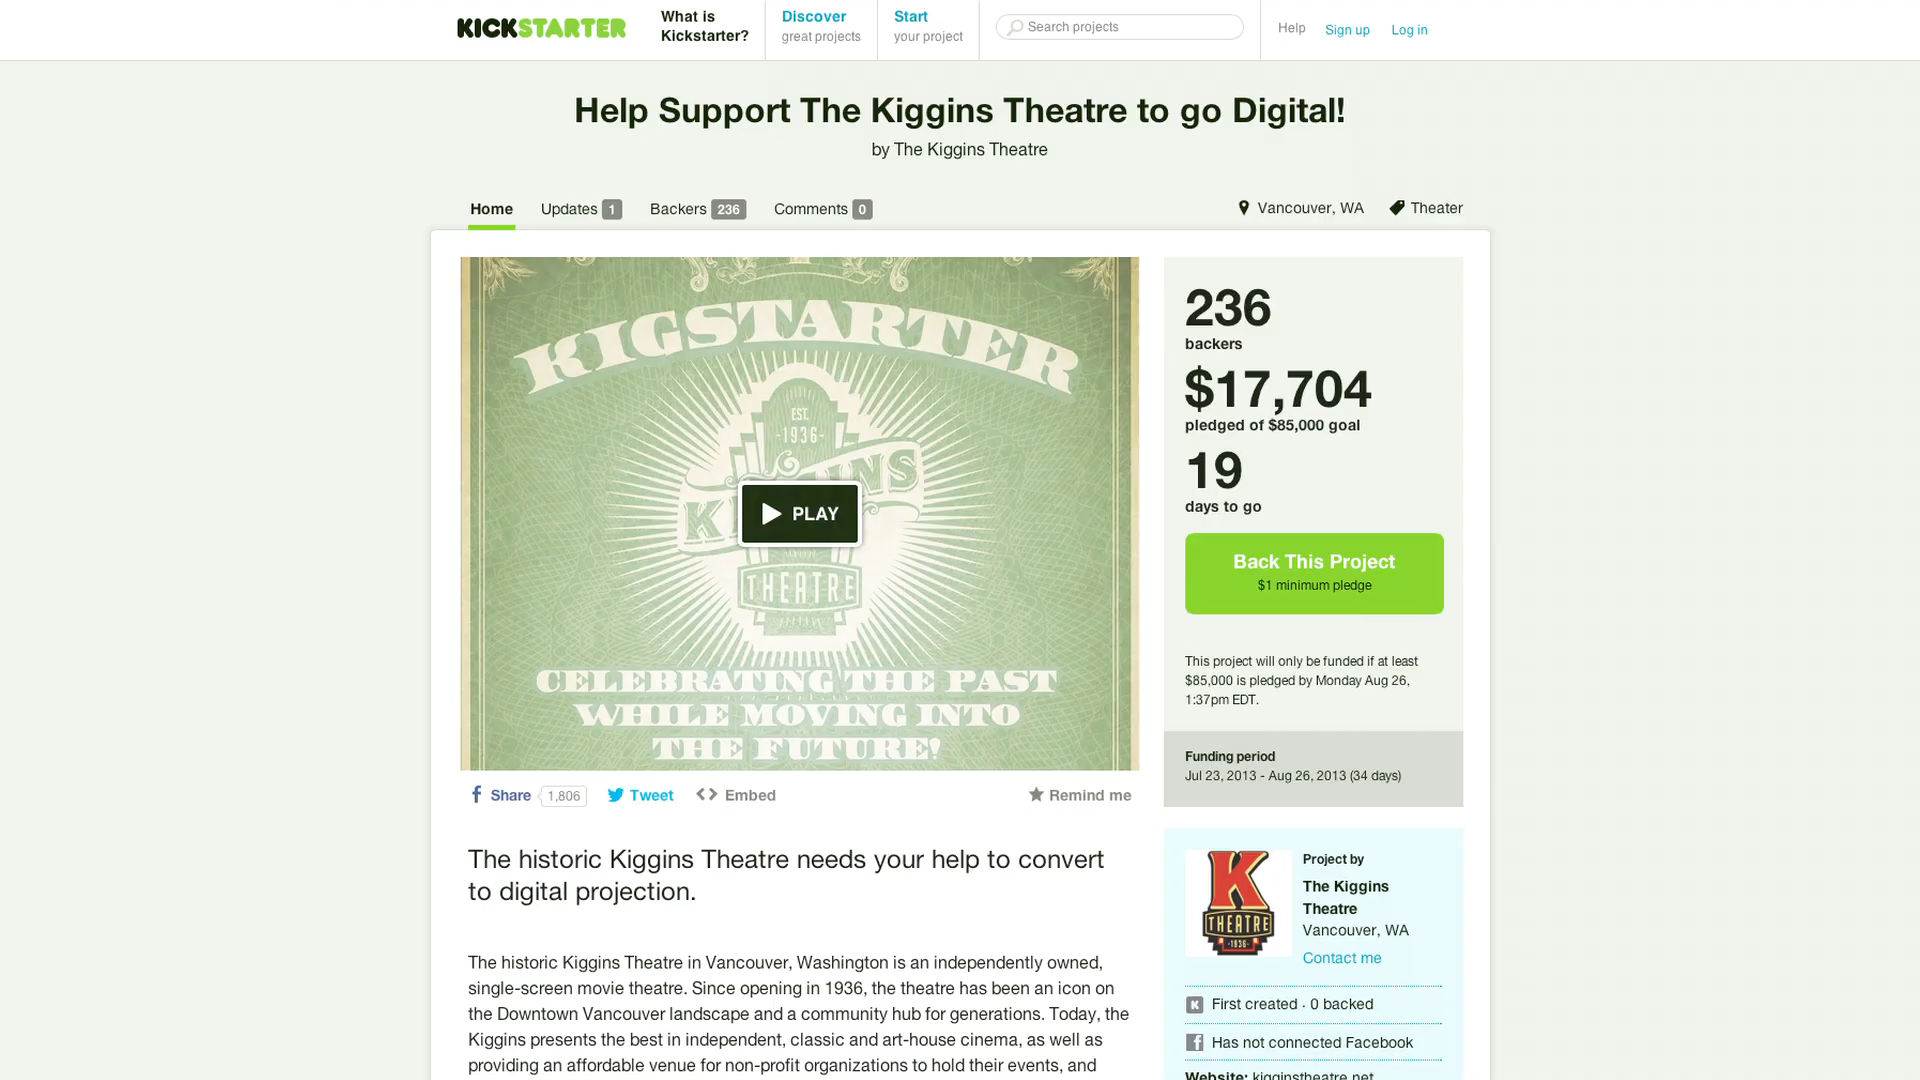 KICKSTARTER
What is
Kickstarter?
Discover
great projects
Start
your project
Search projects
Help
Sign up
Log in
Help Support The Kiggins Theatre to go Digital!
by The Kiggins Theatre
Home
Updates 1
Backers 236
Comments 0
Vancouver, WA
Theater
KIGSTARTER
EST.
-1936-
PLAY
THEATRE
CELEBRATING THE PAST
WHILE MOVING INTO
THE FUTURE!
236
backers
$17,704
pledged of $85,000 goal
19
days to go
Back This Project
$1 minimum pledge
This project will only be funded if at least
$85,000 is pledged by Monday Aug 26,
1:37pm EDT.
Funding period
Jul 23, 2013 - Aug 26, 2013 (34 days)
Share 1,806
Tweet
Embed
Remind me
The historic Kiggins Theatre needs your help to convert
to digital projection.
The historic Kiggins Theatre in Vancouver, Washington is an independently owned,
single-screen movie theatre. Since opening in 1936, the theatre has been an icon on
the Downtown Vancouver landscape and a community hub for generations. Today, the
Kiggins presents the best in independent, classic and art-house cinema, as well as
providing an affordable venue for non-profit organizations to hold their events, and
K
THEATRE
-1936-
Project by
The Kiggins
Theatre
Vancouver, WA
Contact me
First created · 0 backed
Has not connected Facebook
Website: kigginstheatre.net